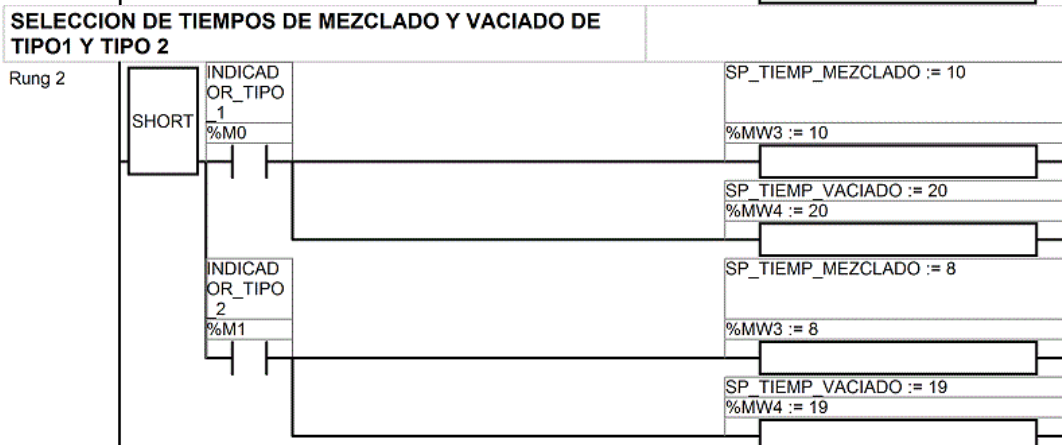 SELECCION DE TIEMPOS DE MEZCLADO Y VACIADO DE
TIPO1 Y TIPO 2
Rung 2
SHORT
INDICAD
OR_TIPO
_1
%M0
SP_TIEMP_MEZCLADO := 10
%MW3 := 10
SP_TIEMP_VACIADO := 20
%MW4 := 20
INDICAD
OR_TIPO
_2
%M1
SP_TIEMP_MEZCLADO := 8
%MW3 := 8
SP_TIEMP_VACIADO := 19
%MW4 := 19